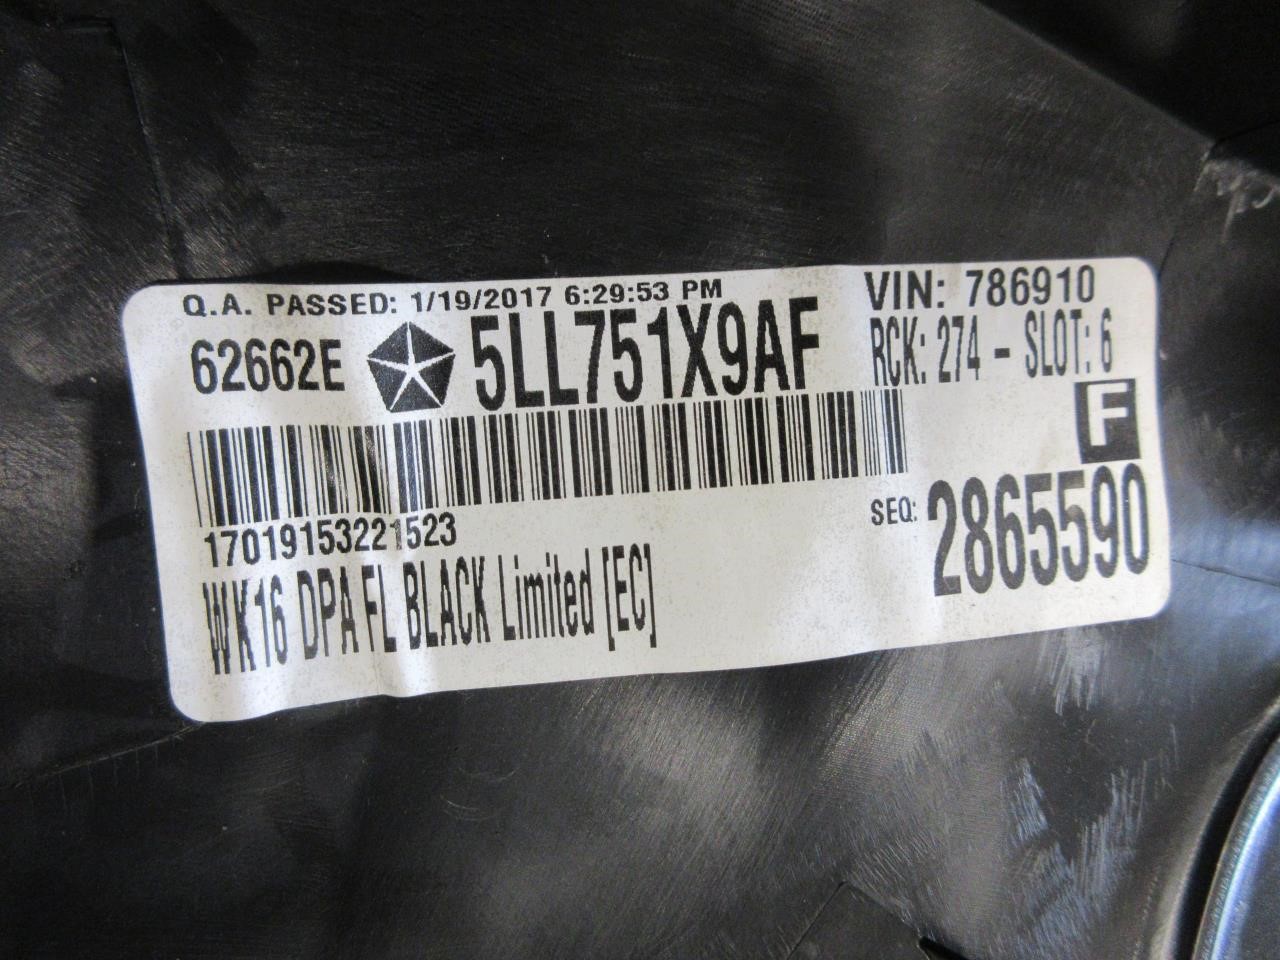 Q.A. PASSED: 1/19/2017 6:29:53 PM
VIN: 786910
62662E 5LL751X9AF
RCK: 274 - SLOT: 6
F
17019153221523
SEQ: 2865590
WK16 DPA FL BLACK Limited [EC]